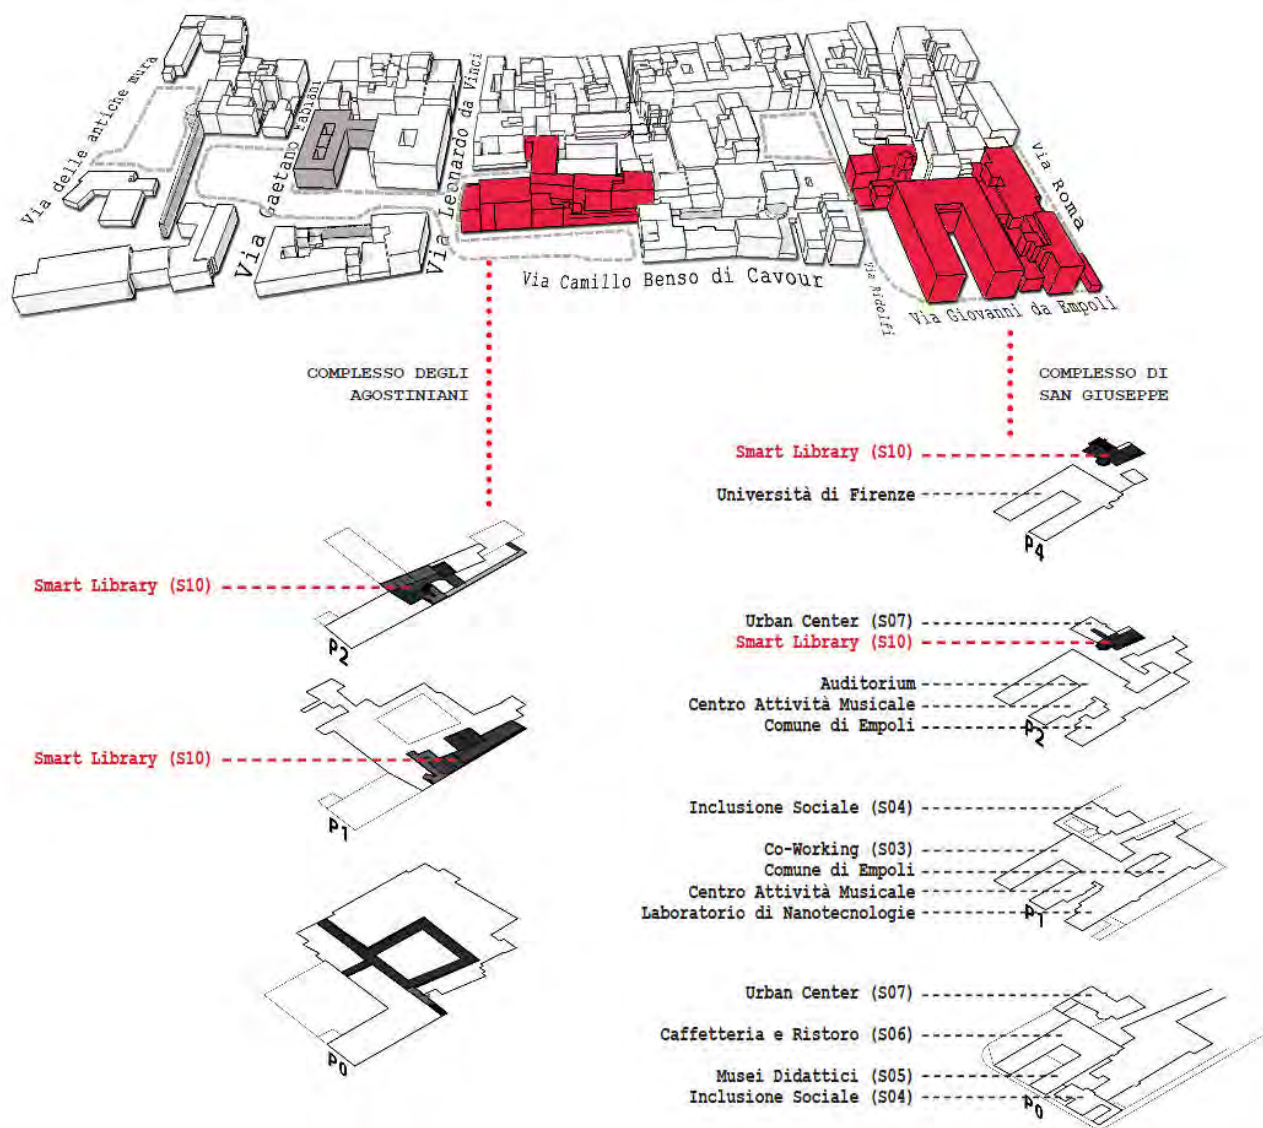 Via delle antiche mura
Via Gaetano Fabiani
Via Leonardo da Vinci
Via Camillo Benso di Cavour
Via Ridolfi
Via Giovanni da Empoli
Via Roma
COMPLESSO DEGLI
AGOSTINIANI
Smart Library (S10)
P2
Smart Library (S10)
P1
P0
COMPLESSO DI
SAN GIUSEPPE
Smart Library (S10)
Università di Firenze
P4
Urban Center (S07)
Smart Library (S10)
Auditorium
Centro Attività Musicale
Comune di Empoli
P2
Inclusione Sociale (S04)
Co-Working (S03)
Comune di Empoli
Centro Attività Musicale
Laboratorio di Nanotecnologie
P1
Urban Center (S07)
Caffetteria e Ristoro (S06)
Musei Didattici (S05)
Inclusione Sociale (S04)
P0